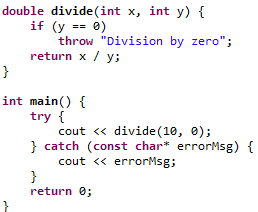 double divide(int x, int y) {
    if (y == 0)
        throw "Division by zero";
    return x / y;
}

int main() {
    try {
        cout << divide(10, 0);
    } catch (const char* errorMsg) {
        cout << errorMsg;
    }
    return 0;
}